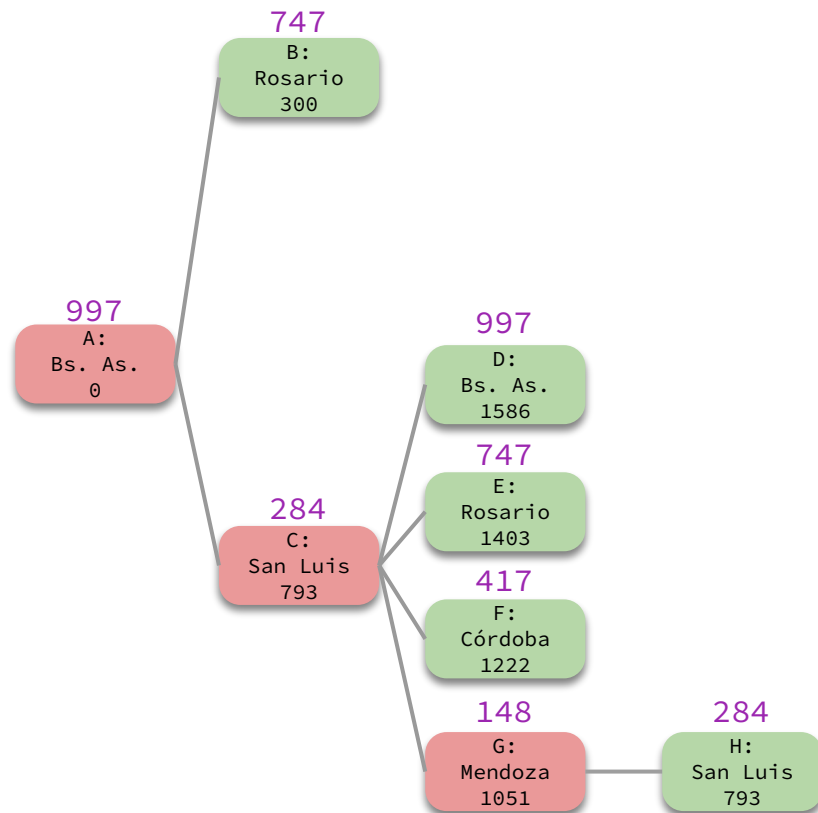 747
B:
Rosario
300
997
A:
Bs. As.
0
997
D:
Bs. As.
1586
747
E:
Rosario
1403
284
C:
San Luis
793
417
F:
Córdoba
1222
148
G:
Mendoza
1051
284
H:
San Luis
793